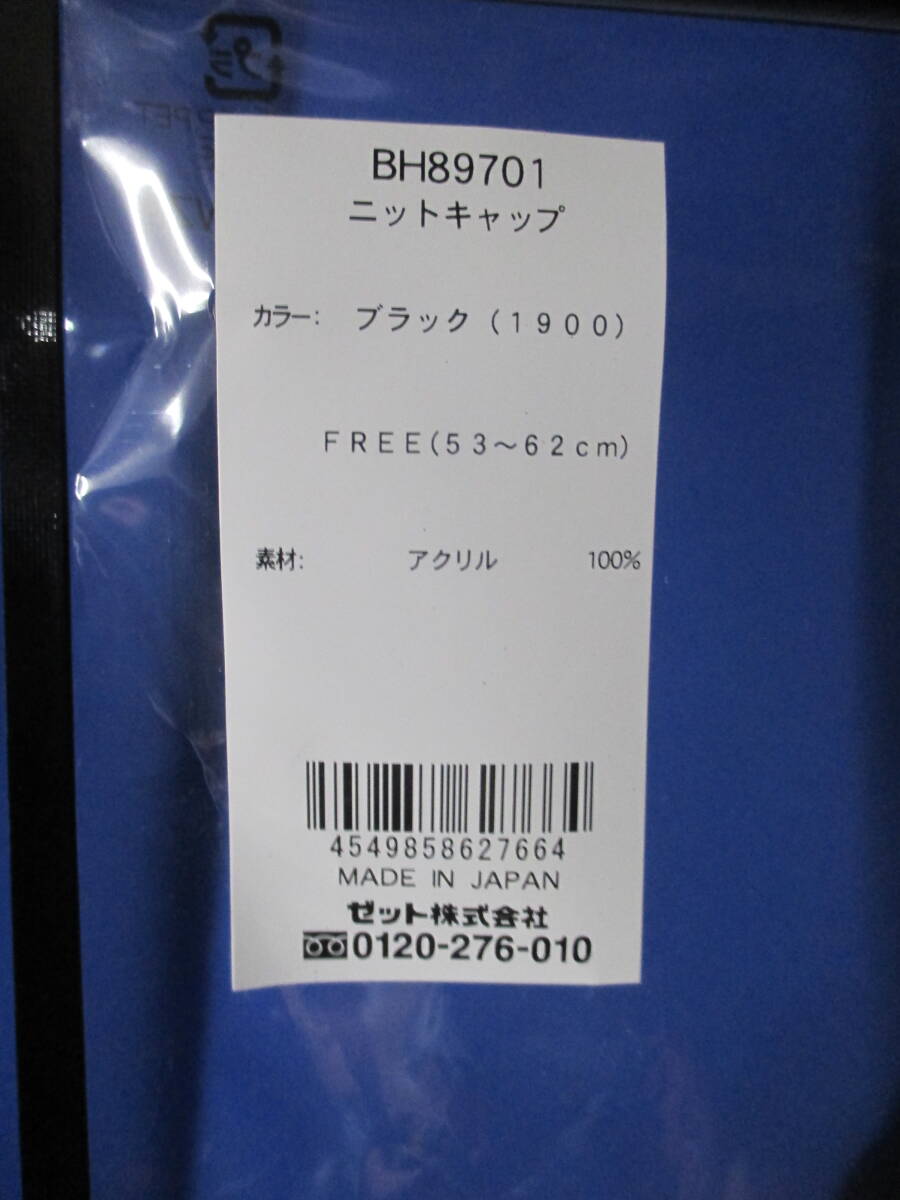 BH89701
ニットキャップ
カラー: ブラック(1900)
FREE(53～62cm)
素材: アクリル 100%
4549858627664
MADE IN JAPAN
ゼット株式会社
0120-276-010